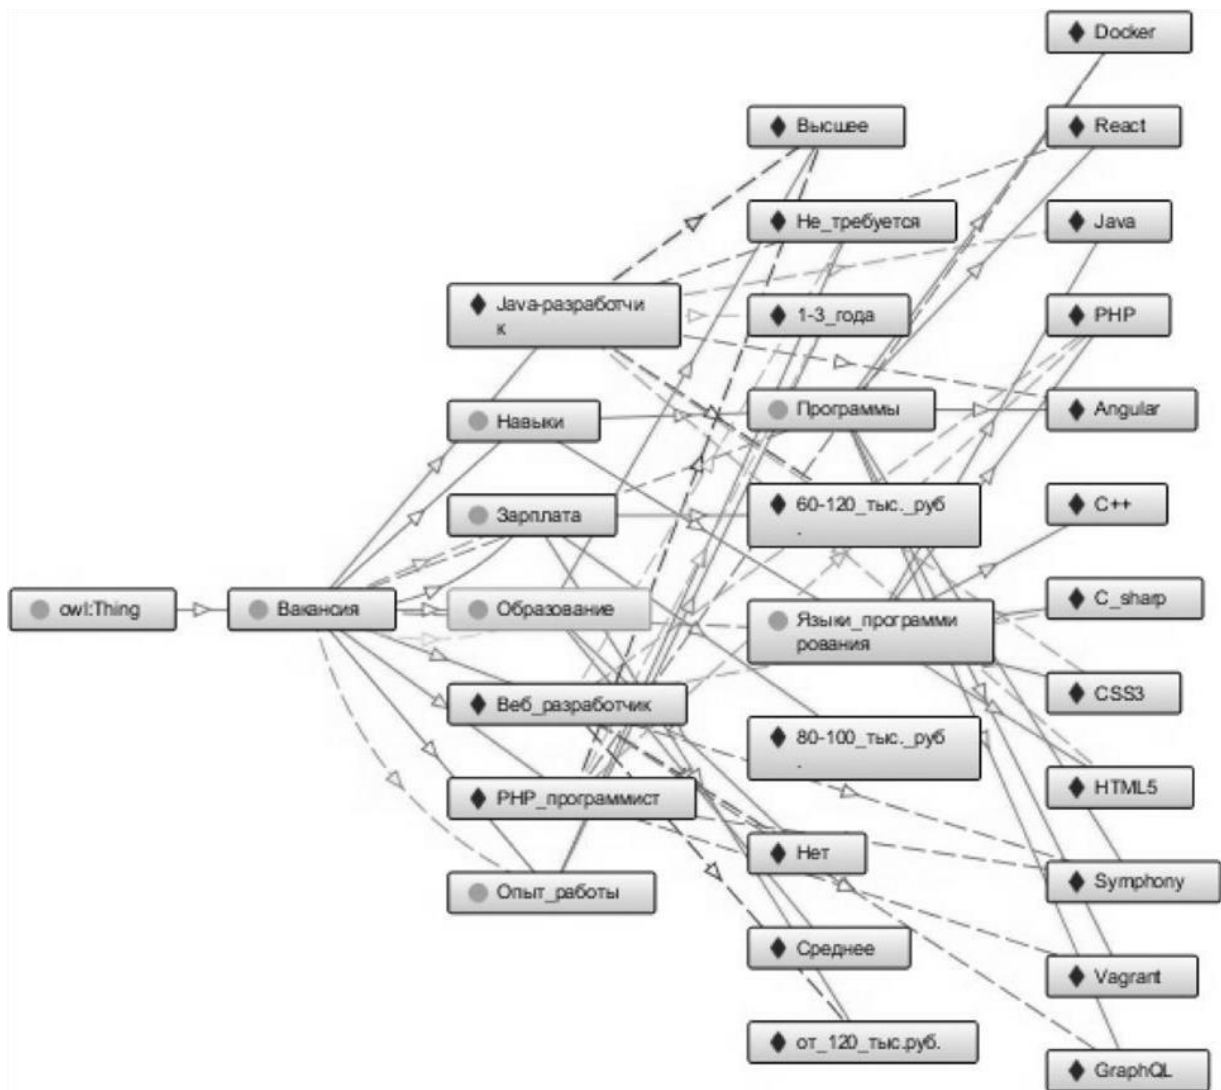 owl:Thing
Вакансия
Java-разработчи
к
Навыки
Зарплата
Образование
Веб_разработчик
PHP_программист
Опыт_работы
Высшее
Не_требуется
1-3_года
Программы
60-120_тыс._руб
.
Языки_программи
рования
80-100_тыс._руб
.
Нет
Среднее
от_120_тыс.руб.
Docker
React
Java
PHP
Angular
C++
C_sharp
CSS3
HTML5
Symphony
Vagrant
GraphQL